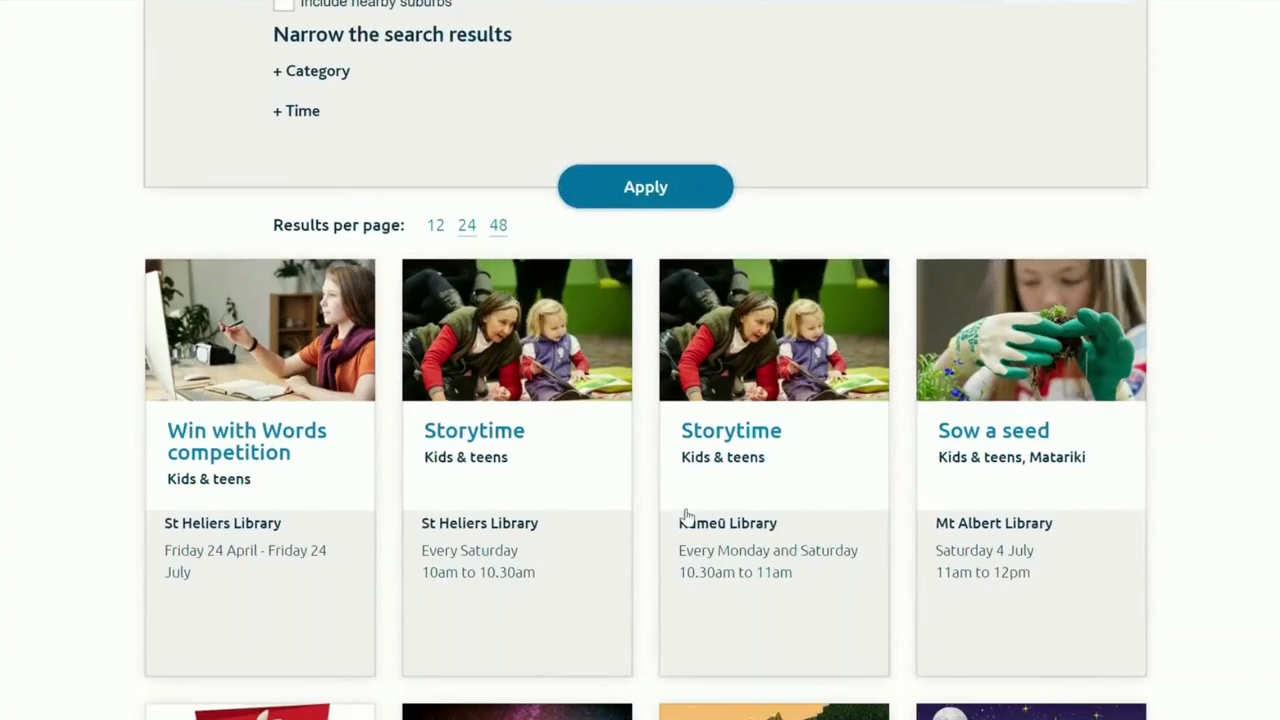 Include nearby suburbs
Narrow the search results
+ Category
+ Time
Apply
Results per page: 12 24 48
Win with Words
competition
Kids & teens
St Heliers Library
Friday 24 April - Friday 24
July
Storytime
Kids & teens
St Heliers Library
Every Saturday
10am to 10.30am
Storytime
Kids & teens
Kumeū Library
Every Monday and Saturday
10.30am to 11am
Sow a seed
Kids & teens, Matariki
Mt Albert Library
Saturday 4 July
11am to 12pm